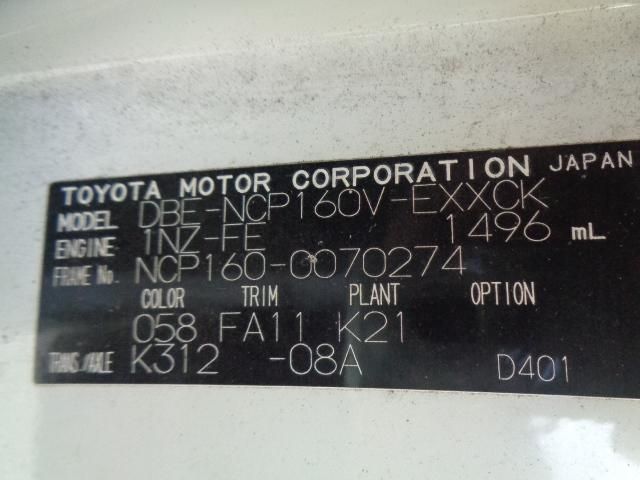 TOYOTA MOTOR CORPORATION JAPAN
MODEL DBE-NCP160V-EXXCK
ENGINE 1NZ-FE 1496 mL
FRAME No. NCP160-0070274
COLOR TRIM PLANT OPTION
058 FA11 K21
TRANS/AXLE K312 -08A D401